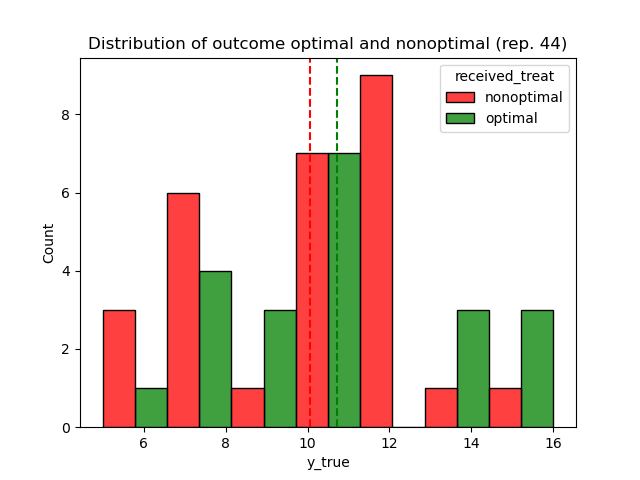 Distribution of outcome optimal and nonoptimal (rep. 44)
received_treat
nonoptimal
optimal
Count
8
6
4
2
0
6 8 10 12 14 16
y_true